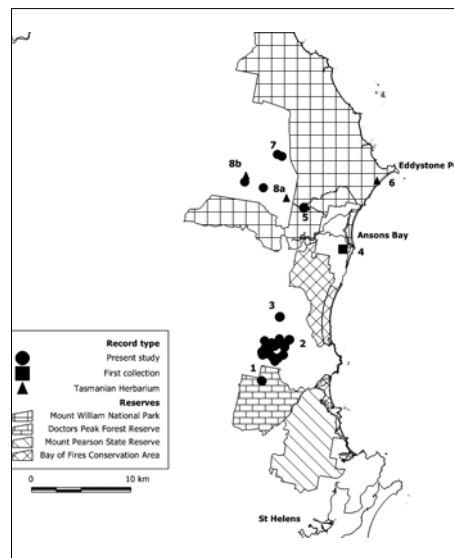 7
8b
Eddystone Po
6
8a
5
Ansons Bay
4
3
2
1
Record type
Present study
First collection
Tasmanian Herbarium
Reserves
Mount William National Park
Doctors Peak Forest Reserve
Mount Pearson State Reserve
Bay of Fires Conservation Area
0 10 km
St Helens